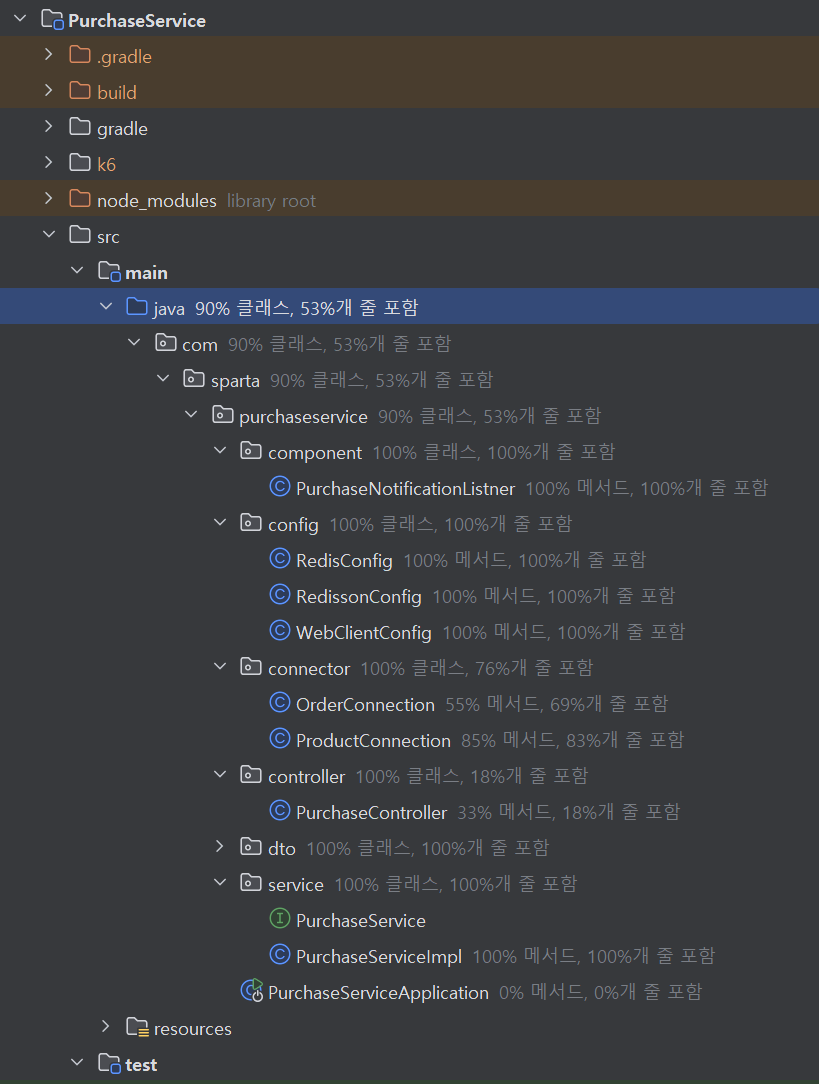 PurchaseService
.gradle
build
gradle
k6
node_modules library root
src
main
java 90% 클래스, 53%개 줄 포함
com 90% 클래스, 53%개 줄 포함
sparta 90% 클래스, 53%개 줄 포함
purchaseservice 90% 클래스, 53%개 줄 포함
component 100% 클래스, 100%개 줄 포함
PurchaseNotificationListner 100% 메서드, 100%개 줄 포함
config 100% 클래스, 100%개 줄 포함
RedisConfig 100% 메서드, 100%개 줄 포함
RedissonConfig 100% 메서드, 100%개 줄 포함
WebClientConfig 100% 메서드, 100%개 줄 포함
connector 100% 클래스, 76%개 줄 포함
OrderConnection 55% 메서드, 69%개 줄 포함
ProductConnection 85% 메서드, 83%개 줄 포함
controller 100% 클래스, 18%개 줄 포함
PurchaseController 33% 메서드, 18%개 줄 포함
dto 100% 클래스, 100%개 줄 포함
service 100% 클래스, 100%개 줄 포함
PurchaseService
PurchaseServiceImpl 100% 메서드, 100%개 줄 포함
PurchaseServiceApplication 0% 메서드, 0%개 줄 포함
resources
test